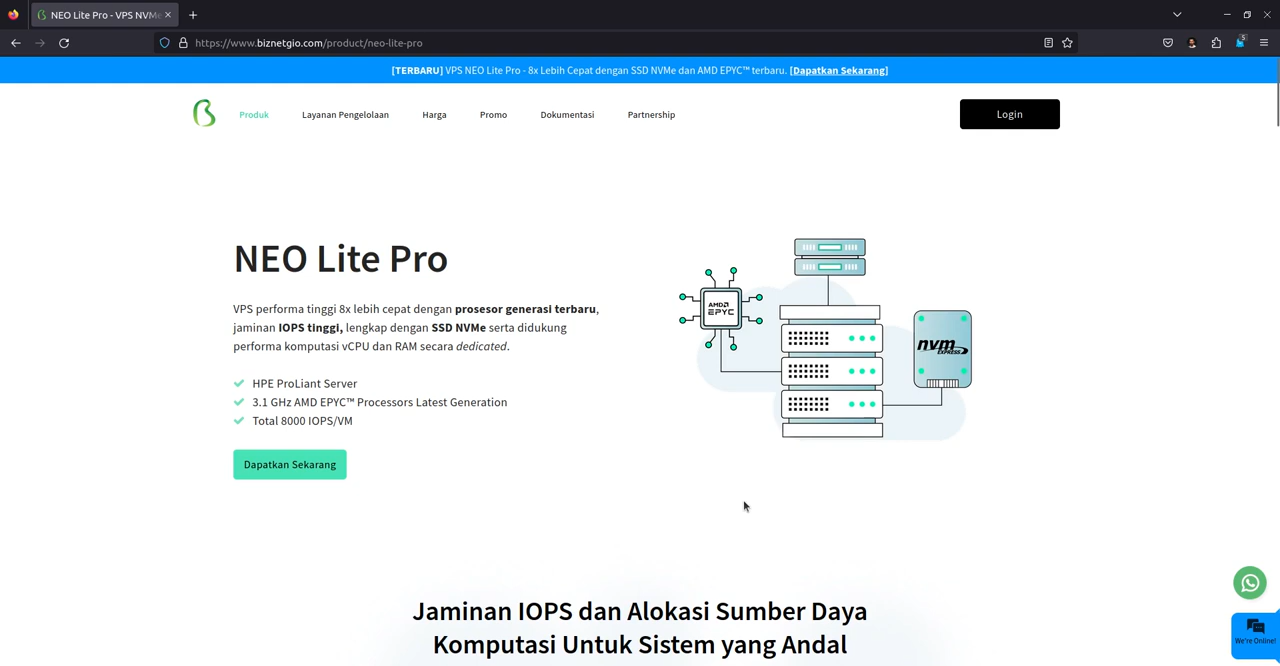 NEO Lite Pro - VPS NVMe
https://www.biznetgio.com/product/neo-lite-pro
5
[TERBARU] VPS NEO Lite Pro - 8x Lebih Cepat dengan SSD NVMe dan AMD EPYC™ terbaru. [Dapatkan Sekarang]
Produk Layanan Pengelolaan Harga Promo Dokumentasi Partnership Login
NEO Lite Pro
VPS performa tinggi 8x lebih cepat dengan prosesor generasi terbaru,
jaminan IOPS tinggi, lengkap dengan SSD NVMe serta didukung
performa komputasi vCPU dan RAM secara dedicated.
HPE ProLiant Server
3.1 GHz AMD EPYC™ Processors Latest Generation
Total 8000 IOPS/VM
Dapatkan Sekarang
AMD
EPYC
nvm
EXPRESS
Jaminan IOPS dan Alokasi Sumber Daya
Komputasi Untuk Sistem yang Andal
We're Online!